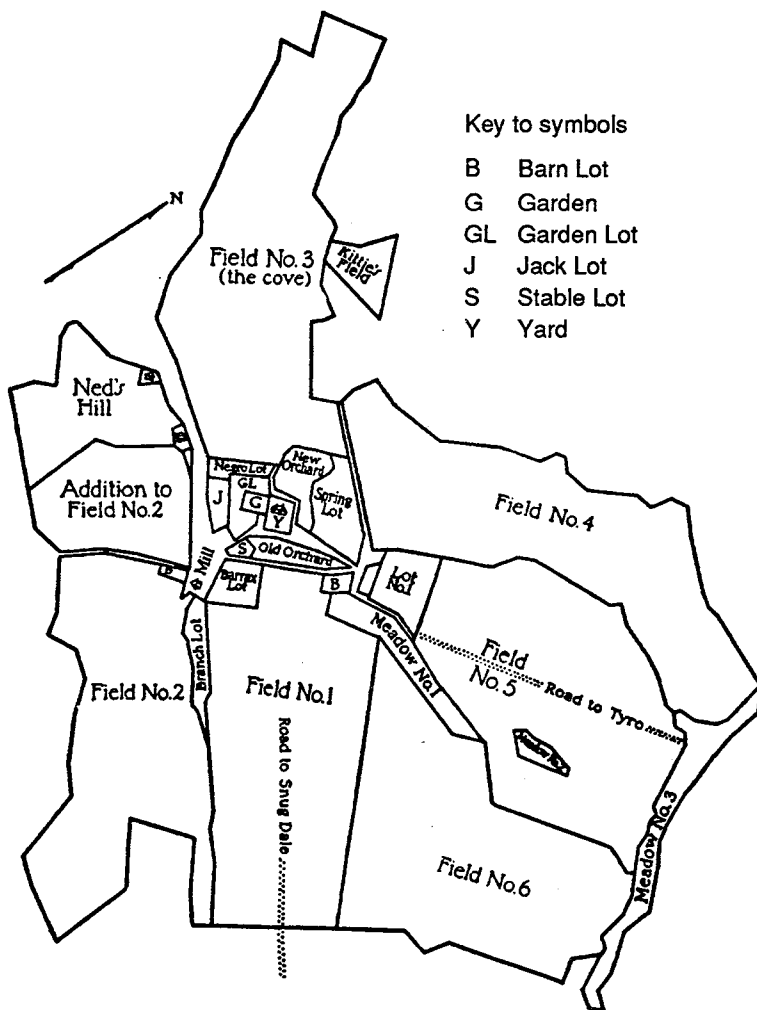 Key to symbols
B Barn Lot
G Garden
GL Garden Lot
J Jack Lot
S Stable Lot
Y Yard
N
Field No. 3
(the cove)
Kittie's
Field
Ned's
Hill
Addition to
Field No. 2
Negro Lot
New
Orchard
GL
J
G
Y
Spring
Lot
Field No. 4
S
Old Orchard
Mill
Barrax
Lot
B
Lot
No. 1
Meadow No. 1
Field
No. 5
Road to Tyro
Branch Lot
Field No. 2
Field No. 1
Road to Snug Dale
Meadow No. 3
Field No. 6